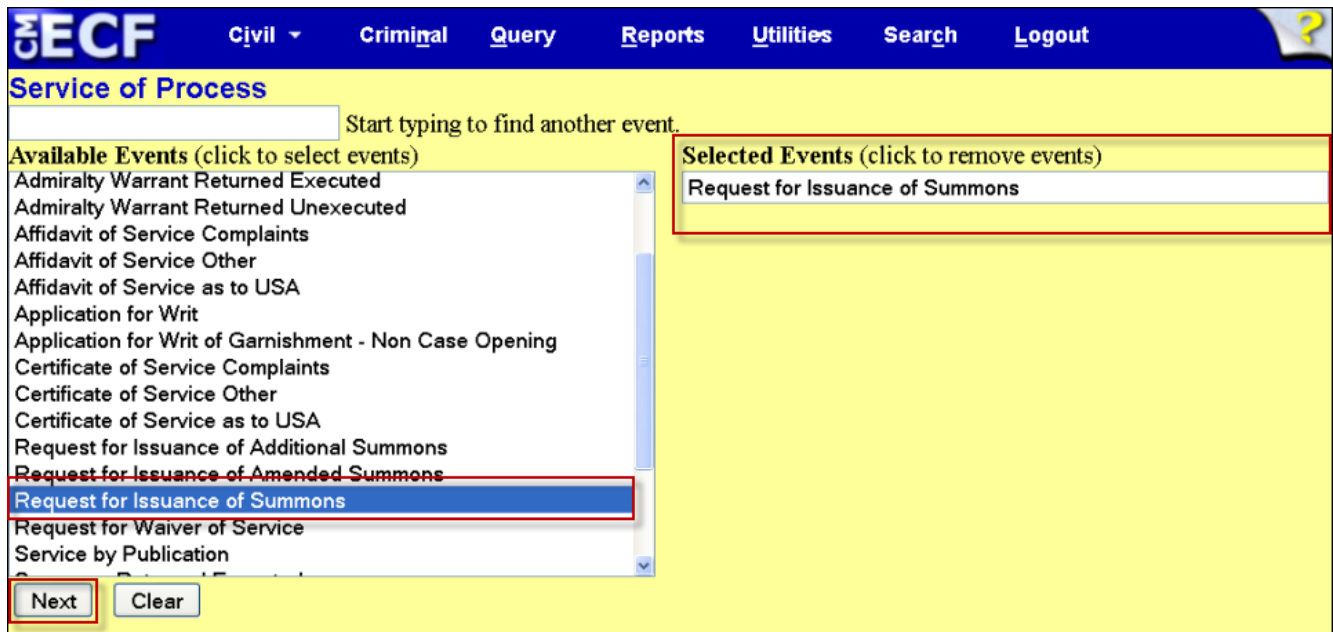 CM ECF Civil Criminal Query Reports Utilities Search Logout ?
Service of Process
Start typing to find another event.
Available Events (click to select events)
Admiralty Warrant Returned Executed
Admiralty Warrant Returned Unexecuted
Affidavit of Service Complaints
Affidavit of Service Other
Affidavit of Service as to USA
Application for Writ
Application for Writ of Garnishment - Non Case Opening
Certificate of Service Complaints
Certificate of Service Other
Certificate of Service as to USA
Request for Issuance of Additional Summons
Request for Issuance of Amended Summons
Request for Issuance of Summons
Request for Waiver of Service
Service by Publication
Next Clear
Selected Events (click to remove events)
Request for Issuance of Summons